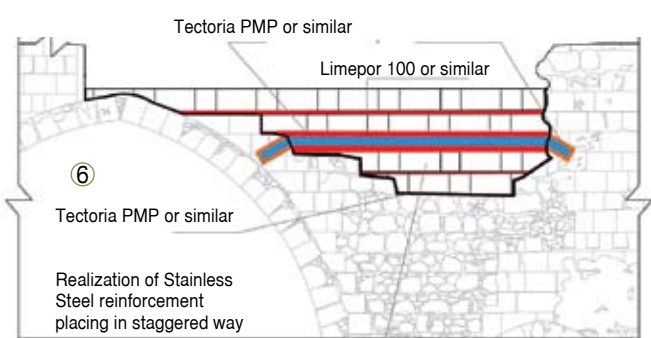 Tectoria PMP or similar
Limepor 100 or similar
6
Tectoria PMP or similar
Realization of Stainless
Steel reinforcement
placing in staggered way